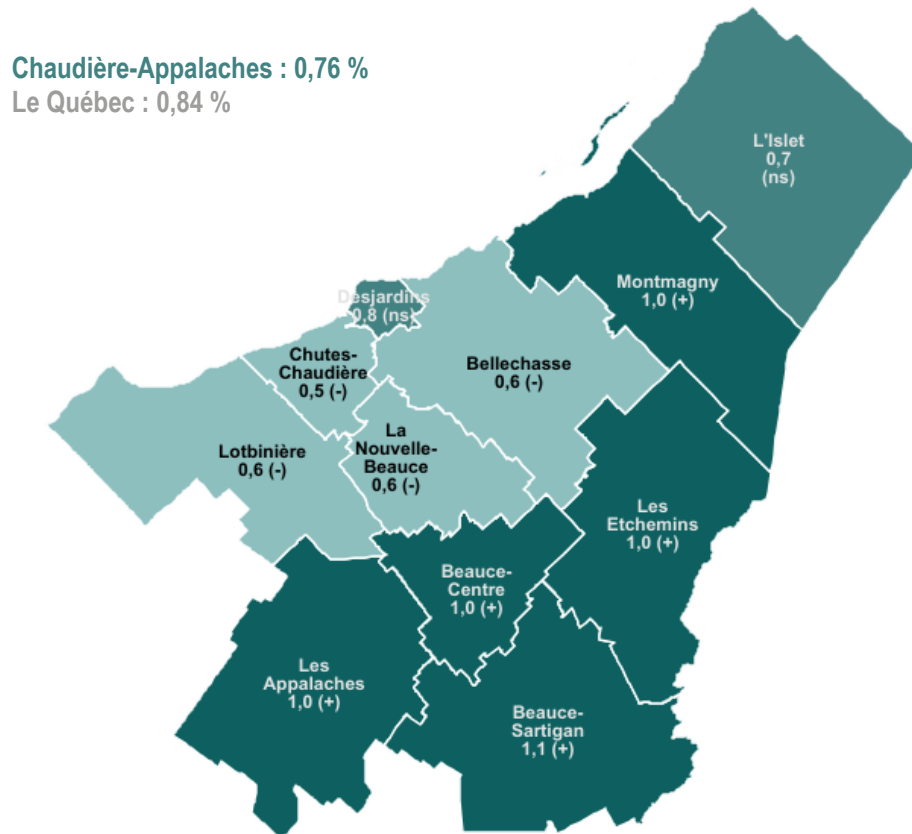 Chaudière-Appalaches : 0,76 %
Le Québec : 0,84 %
L'Islet
0,7
(ns)
Montmagny
1,0 (+)
Desjardins
0,8 (ns)
Chutes-
Chaudière
0,5 (-)
Bellechasse
0,6 (-)
Lotbinière
0,6 (-)
La
Nouvelle-
Beauce
0,6 (-)
Les
Etchemins
1,0 (+)
Beauce-
Centre
1,0 (+)
Les
Appalaches
1,0 (+)
Beauce-
Sartigan
1,1 (+)